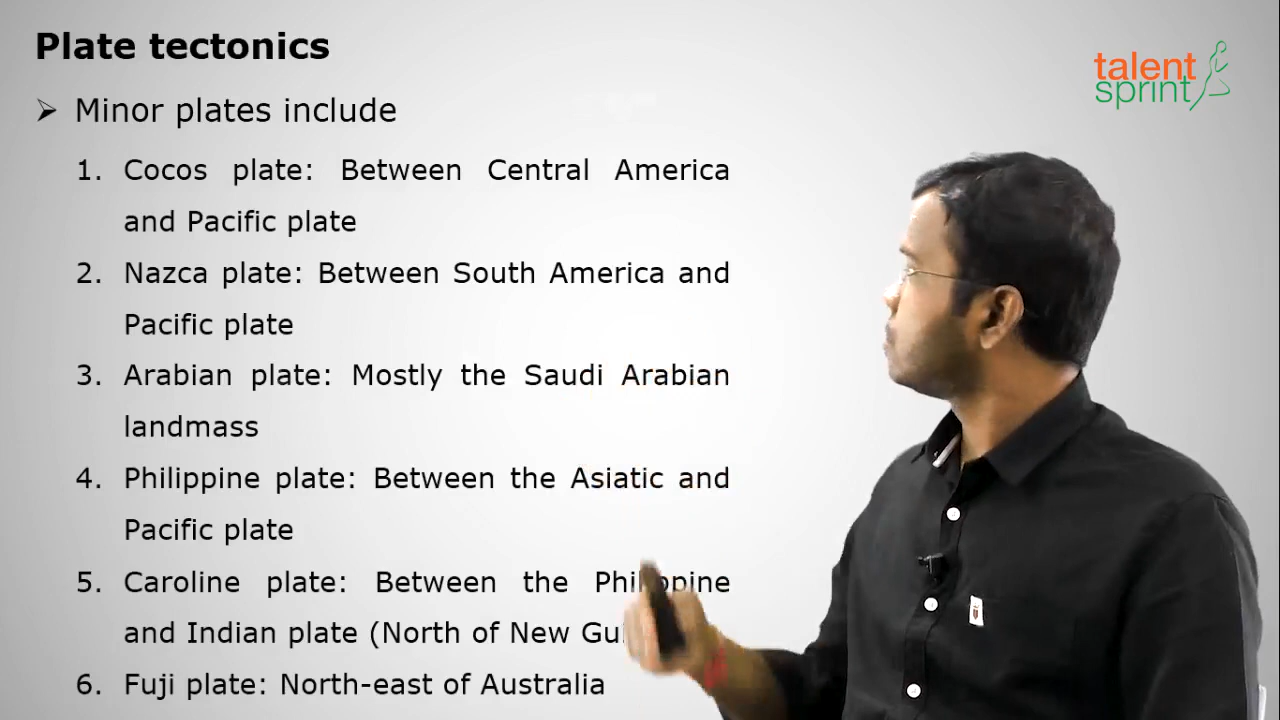 Plate tectonics
talent
sprint
Minor plates include
1. Cocos plate: Between Central America
and Pacific plate
2. Nazca plate: Between South America and
Pacific plate
3. Arabian plate: Mostly the Saudi Arabian
landmass
4. Philippine plate: Between the Asiatic and
Pacific plate
5. Caroline plate: Between the Philippine
and Indian plate (North of New
6. Fuji plate: North-east of Australia